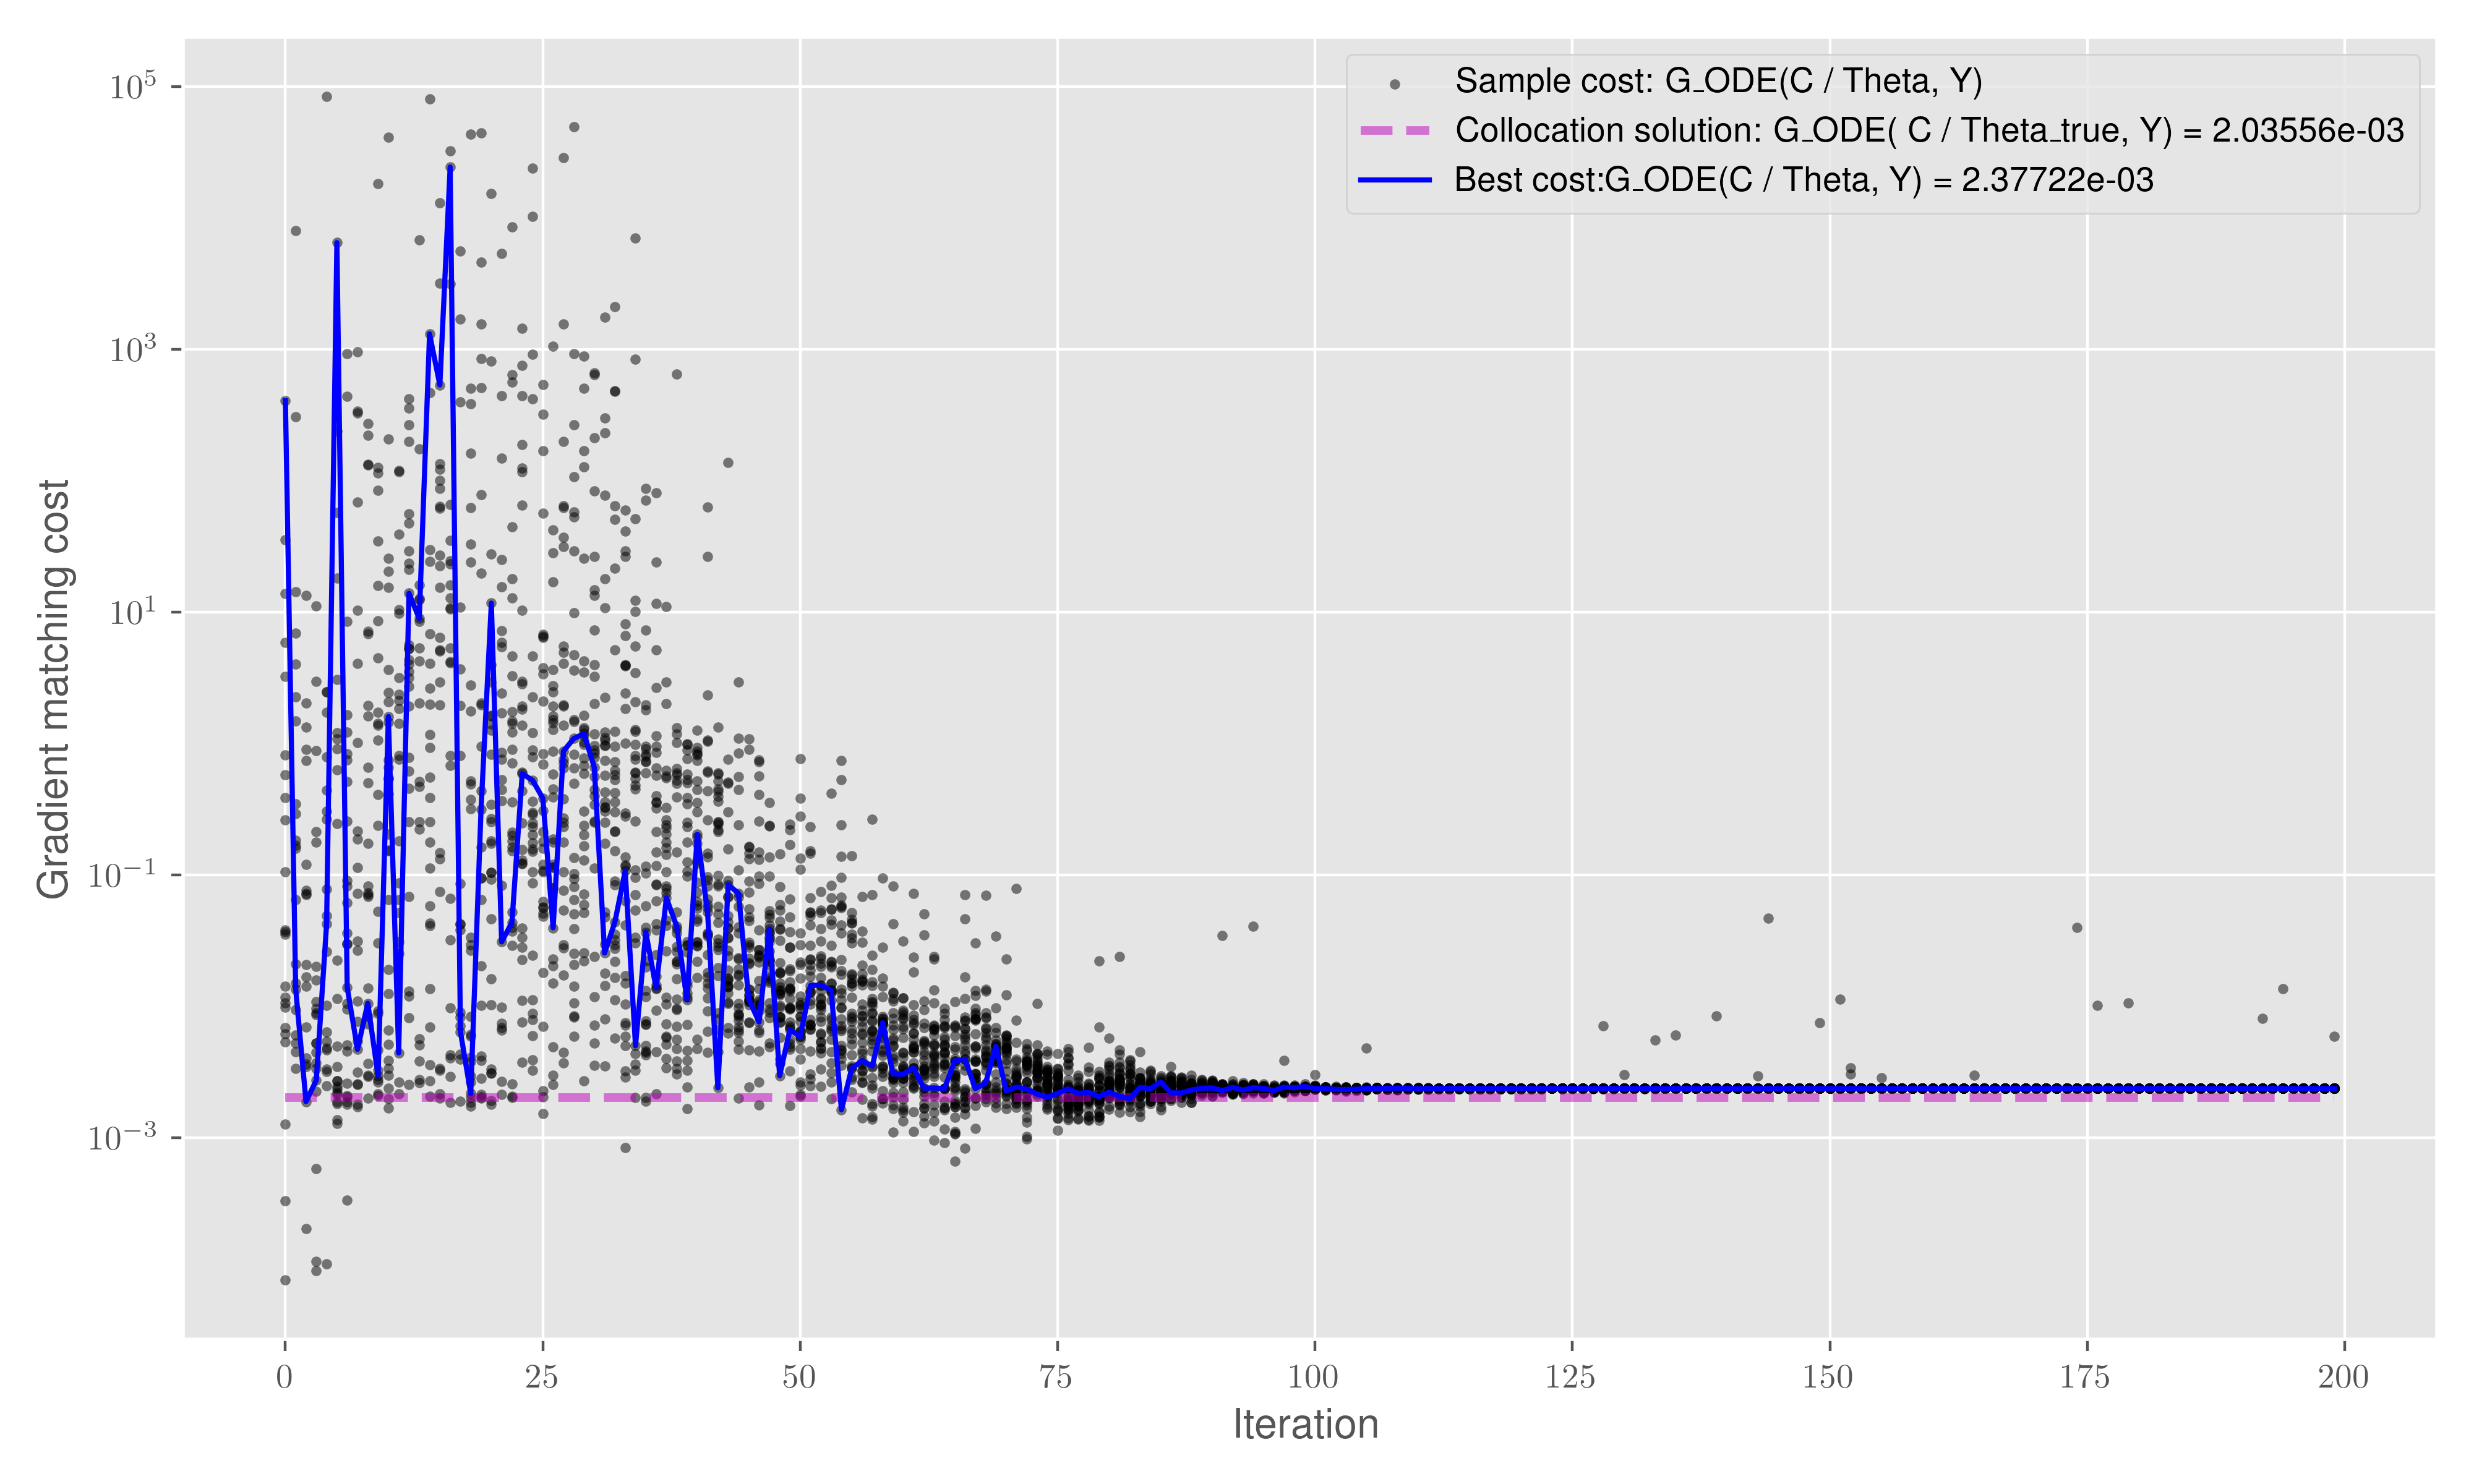 Sample cost: G_ODE(C / Theta, Y)
Collocation solution: G_ODE( C / Theta_true, Y) = 2.03556e-03
Best cost:G_ODE(C / Theta, Y) = 2.37722e-03
10^5
10^3
10^1
10^−1
10^−3
Gradient matching cost
0 25 50 75 100 125 150 175 200
Iteration